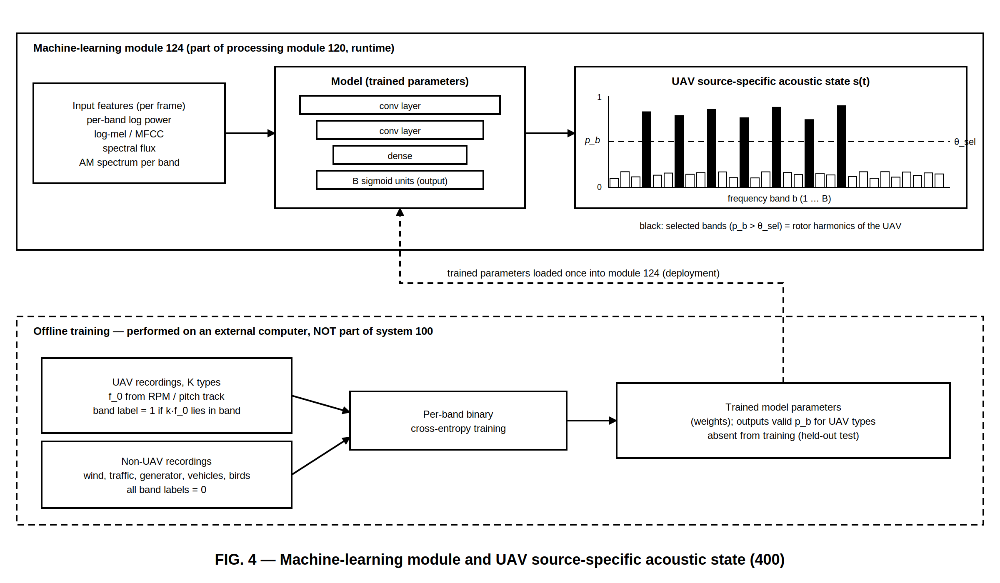 Machine-learning module 124 (part of processing module 120, runtime)
Input features (per frame)
per-band log power
log-mel / MFCC
spectral flux
AM spectrum per band
Model (trained parameters)
conv layer
conv layer
dense
B sigmoid units (output)
UAV source-specific acoustic state s(t)
1
p_b
θ_sel
0
frequency band b (1 … B)
black: selected bands (p_b > θ_sel) = rotor harmonics of the UAV
trained parameters loaded once into module 124 (deployment)
Offline training — performed on an external computer, NOT part of system 100
UAV recordings, K types
f_0 from RPM / pitch track
band label = 1 if k·f_0 lies in band
Non-UAV recordings
wind, traffic, generator, vehicles, birds
all band labels = 0
Per-band binary
cross-entropy training
Trained model parameters
(weights); outputs valid p_b for UAV types
absent from training (held-out test)
FIG. 4 — Machine-learning module and UAV source-specific acoustic state (400)